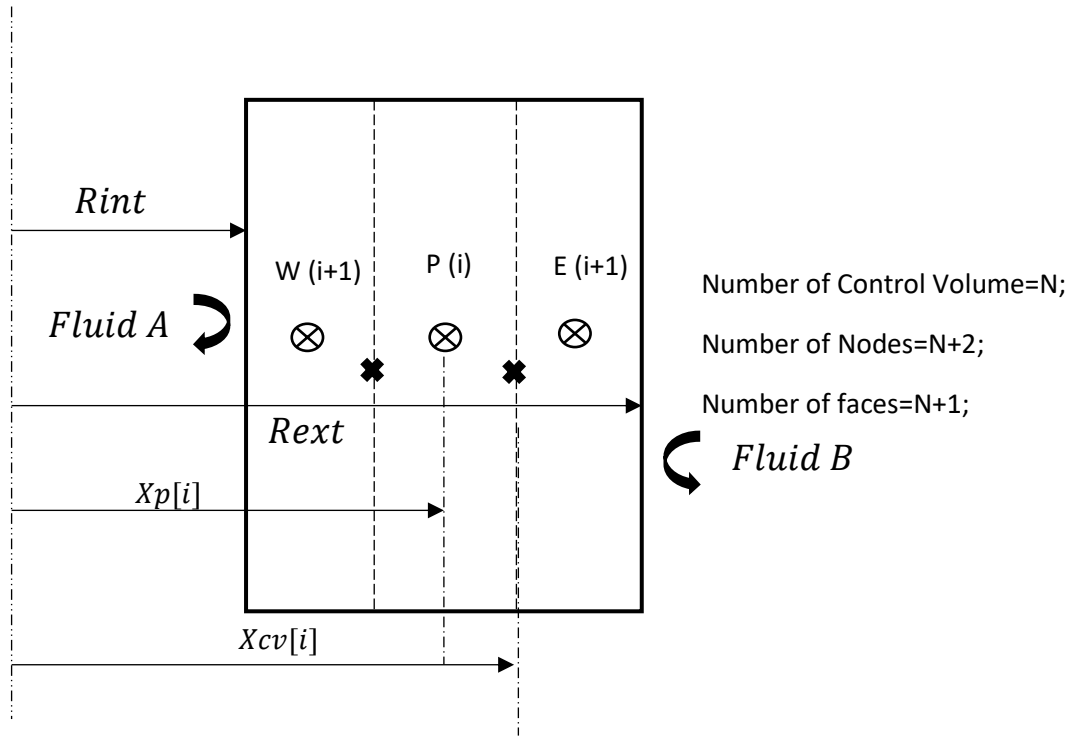 Rint
W (i+1)
P (i)
E (i+1)
Fluid A
Number of Control Volume=N;
Number of Nodes=N+2;
Number of faces=N+1;
Rext
Fluid B
Xp[i]
Xcv[i]